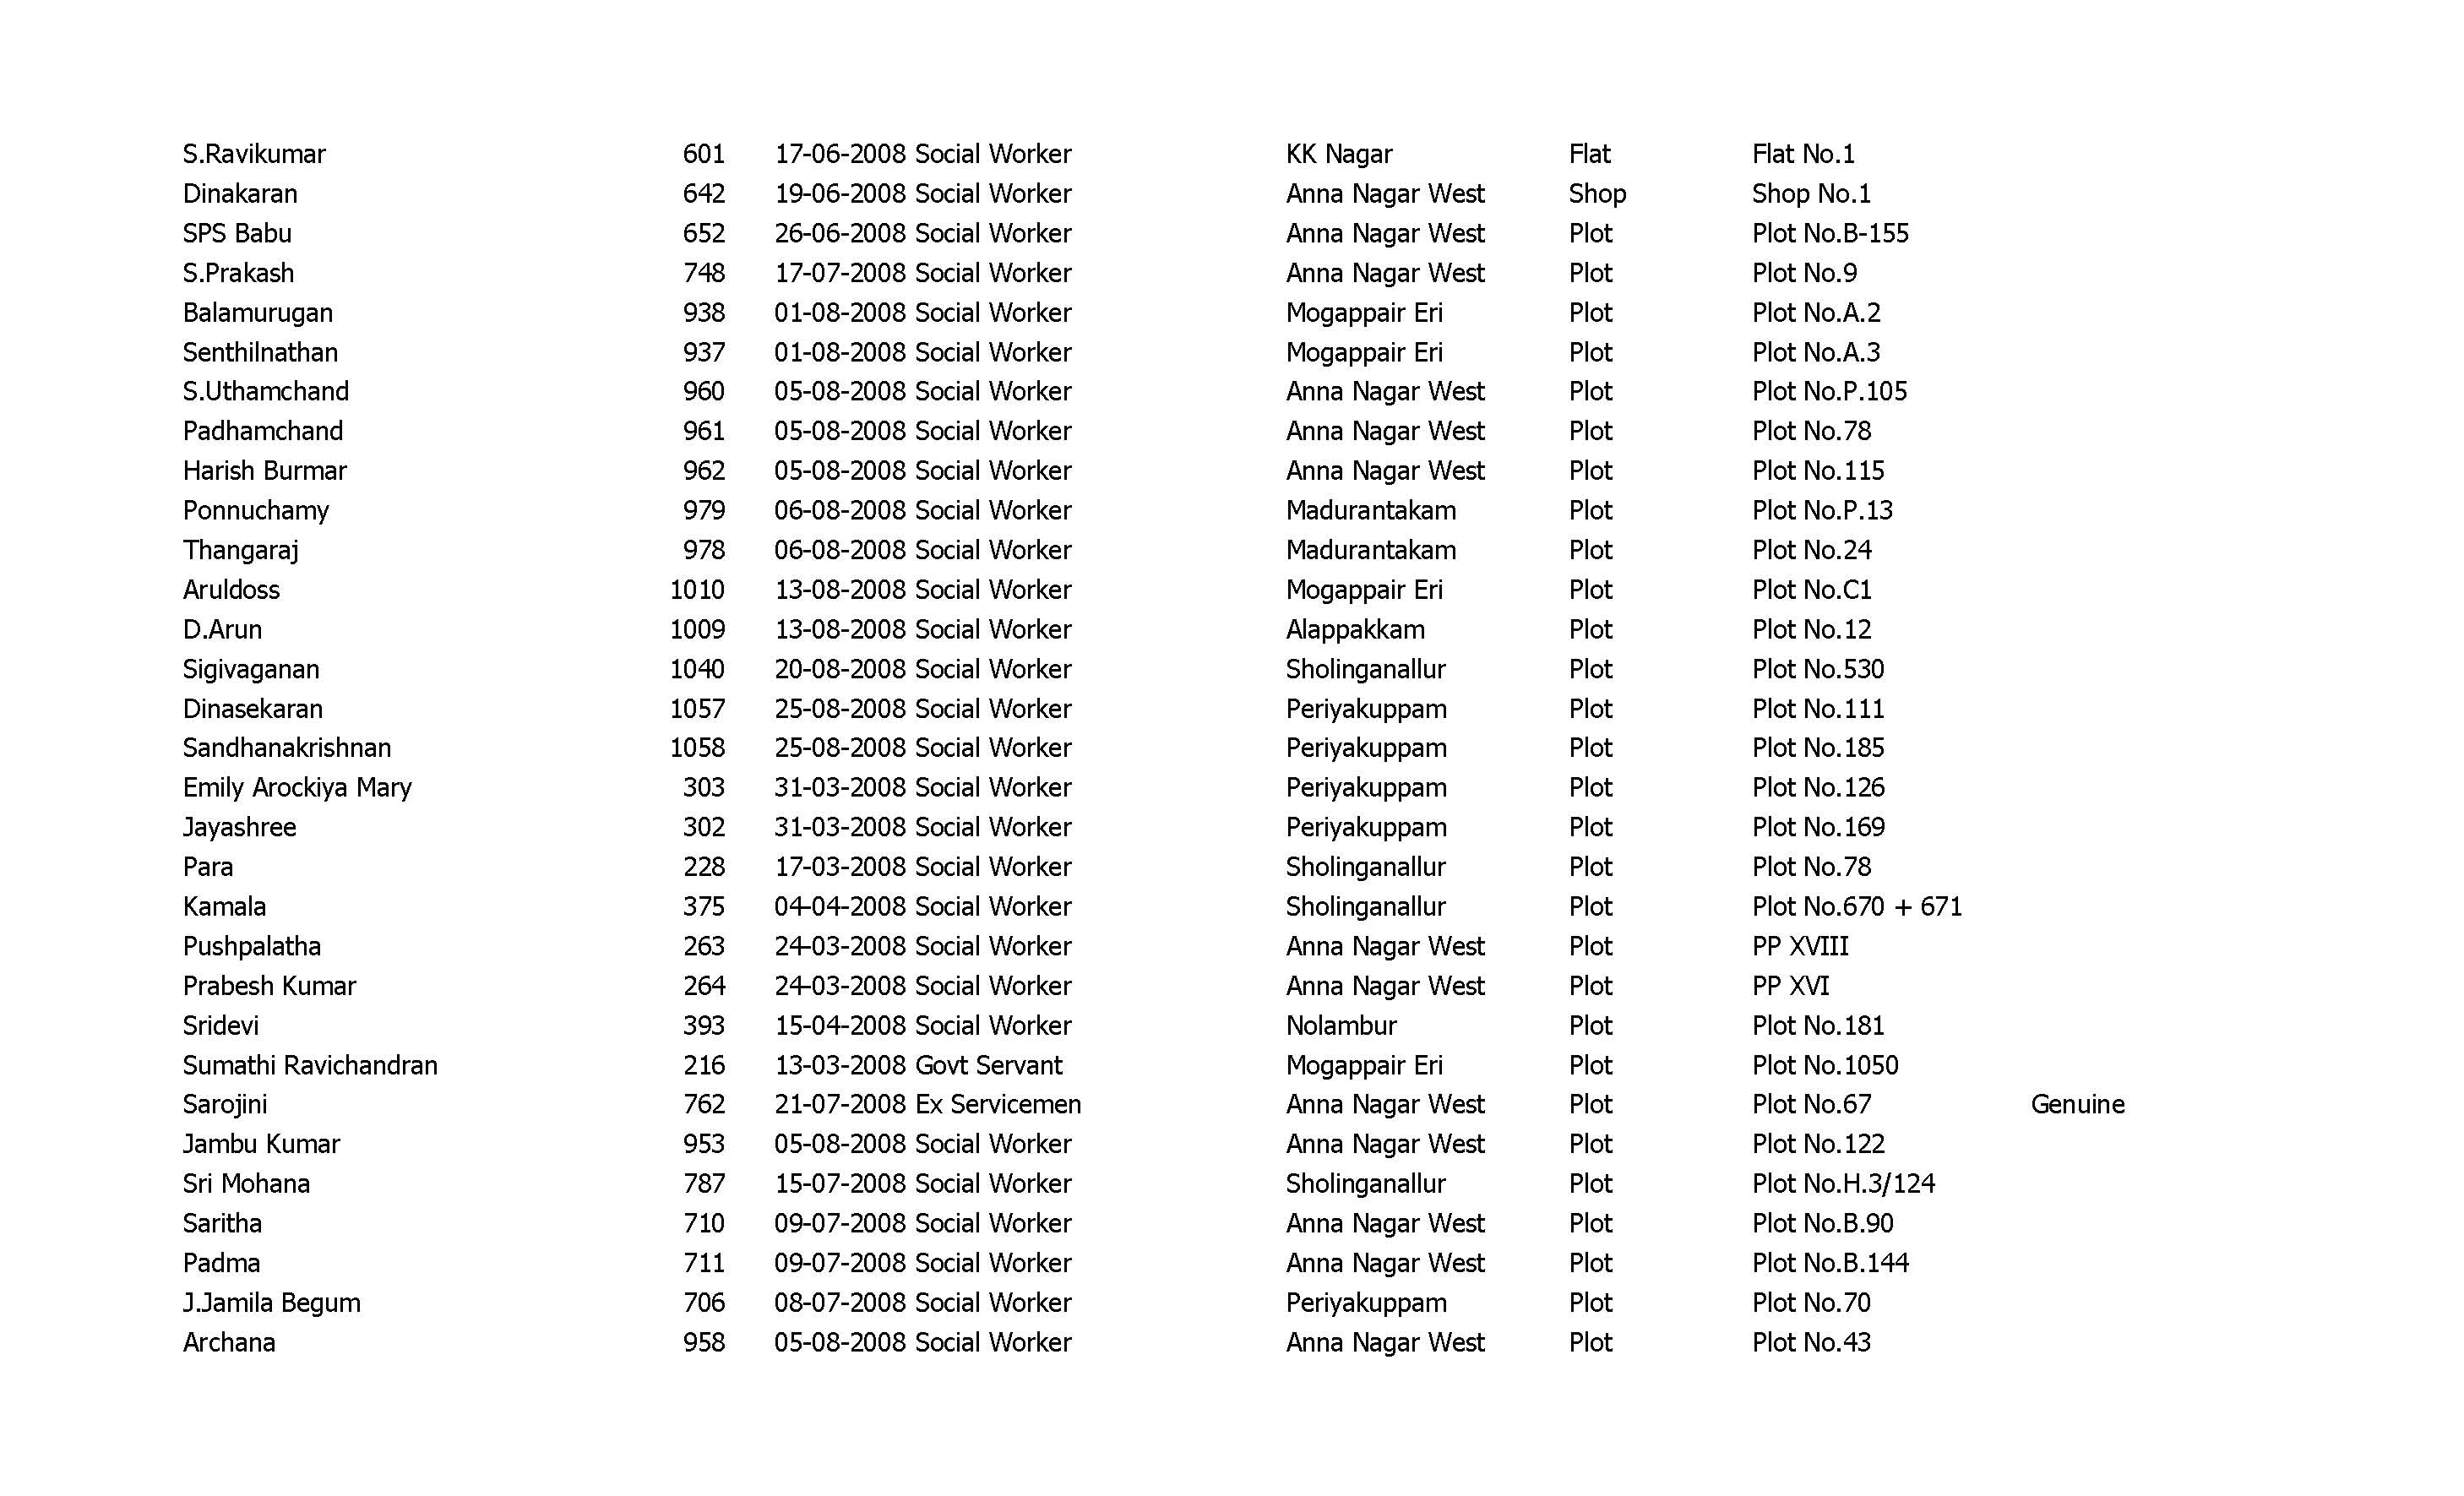 S.Ravikumar 601 17-06-2008 Social Worker KK Nagar Flat Flat No.1
Dinakaran 642 19-06-2008 Social Worker Anna Nagar West Shop Shop No.1
SPS Babu 652 26-06-2008 Social Worker Anna Nagar West Plot Plot No.B-155
S.Prakash 748 17-07-2008 Social Worker Anna Nagar West Plot Plot No.9
Balamurugan 938 01-08-2008 Social Worker Mogappair Eri Plot Plot No.A.2
Senthilnathan 937 01-08-2008 Social Worker Mogappair Eri Plot Plot No.A.3
S.Uthamchand 960 05-08-2008 Social Worker Anna Nagar West Plot Plot No.P.105
Padhamchand 961 05-08-2008 Social Worker Anna Nagar West Plot Plot No.78
Harish Burmar 962 05-08-2008 Social Worker Anna Nagar West Plot Plot No.115
Ponnuchamy 979 06-08-2008 Social Worker Madurantakam Plot Plot No.P.13
Thangaraj 978 06-08-2008 Social Worker Madurantakam Plot Plot No.24
Aruldoss 1010 13-08-2008 Social Worker Mogappair Eri Plot Plot No.C1
D.Arun 1009 13-08-2008 Social Worker Alappakkam Plot Plot No.12
Sigivaganan 1040 20-08-2008 Social Worker Sholinganallur Plot Plot No.530
Dinasekaran 1057 25-08-2008 Social Worker Periyakuppam Plot Plot No.111
Sandhanakrishnan 1058 25-08-2008 Social Worker Periyakuppam Plot Plot No.185
Emily Arockiya Mary 303 31-03-2008 Social Worker Periyakuppam Plot Plot No.126
Jayashree 302 31-03-2008 Social Worker Periyakuppam Plot Plot No.169
Para 228 17-03-2008 Social Worker Sholinganallur Plot Plot No.78
Kamala 375 04-04-2008 Social Worker Sholinganallur Plot Plot No.670 + 671
Pushpalatha 263 24-03-2008 Social Worker Anna Nagar West Plot PP XVIII
Prabesh Kumar 264 24-03-2008 Social Worker Anna Nagar West Plot PP XVI
Sridevi 393 15-04-2008 Social Worker Nolambur Plot Plot No.181
Sumathi Ravichandran 216 13-03-2008 Govt Servant Mogappair Eri Plot Plot No.1050
Sarojini 762 21-07-2008 Ex Servicemen Anna Nagar West Plot Plot No.67 Genuine
Jambu Kumar 953 05-08-2008 Social Worker Anna Nagar West Plot Plot No.122
Sri Mohana 787 15-07-2008 Social Worker Sholinganallur Plot Plot No.H.3/124
Saritha 710 09-07-2008 Social Worker Anna Nagar West Plot Plot No.B.90
Padma 711 09-07-2008 Social Worker Anna Nagar West Plot Plot No.B.144
J.Jamila Begum 706 08-07-2008 Social Worker Periyakuppam Plot Plot No.70
Archana 958 05-08-2008 Social Worker Anna Nagar West Plot Plot No.43